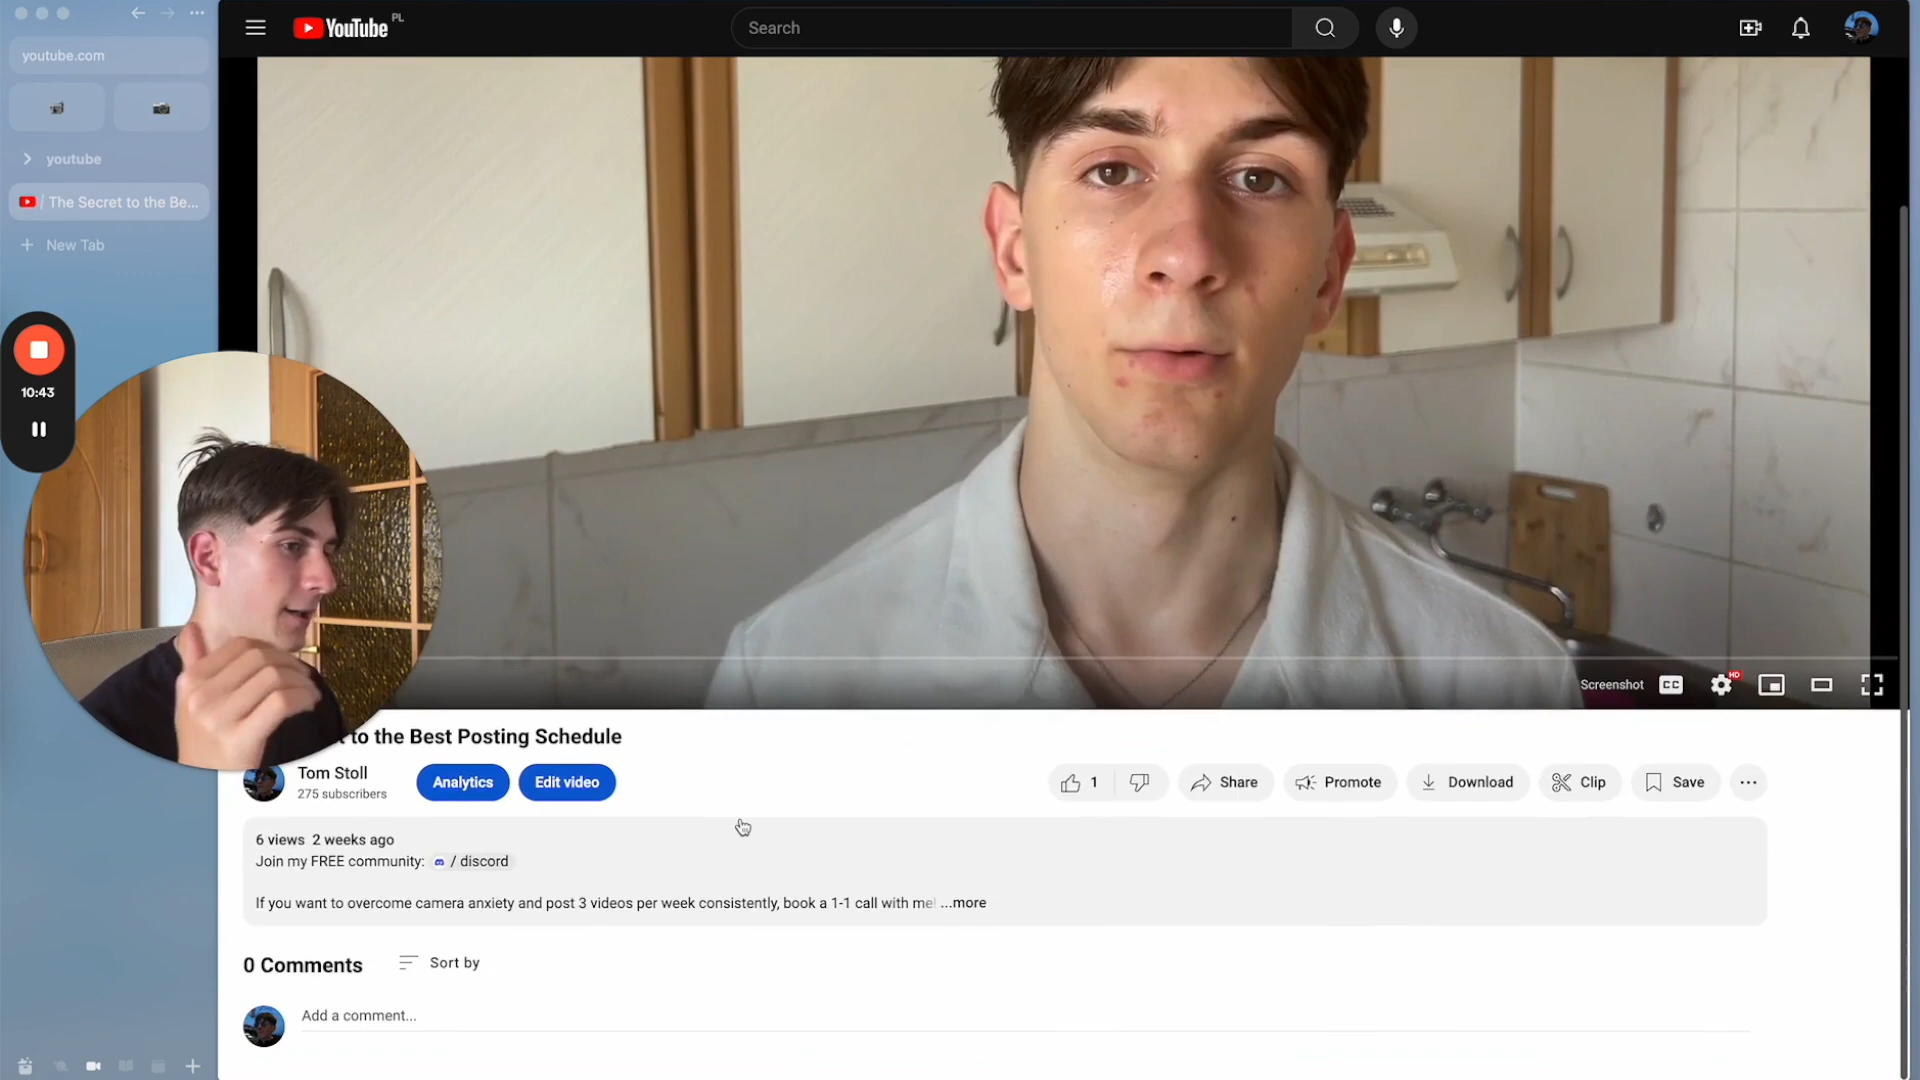 youtube.com
YouTube PL
Search
youtube
/ The Secret to the Be...
New Tab
10:43
Screenshot
CC
HD
to the Best Posting Schedule
Tom Stoll
275 subscribers
Analytics
Edit video
1
Share
Promote
Download
Clip
Save
6 views 2 weeks ago
Join my FREE community: / discord
If you want to overcome camera anxiety and post 3 videos per week consistently, book a 1-1 call with me! ...more
0 Comments
Sort by
Add a comment...